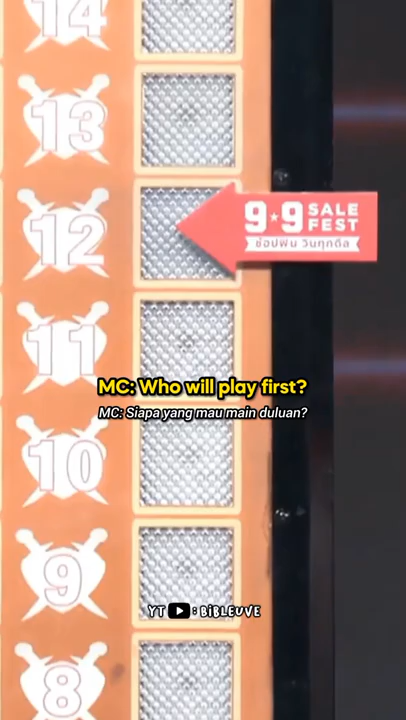 14
13
12
9★9 SALE FEST
ช้อปฟิน วินทุกดีล
11
MC: Who will play first?
MC: Siapa yang mau main duluan?
10
9
YT : BIBLEUVE
8